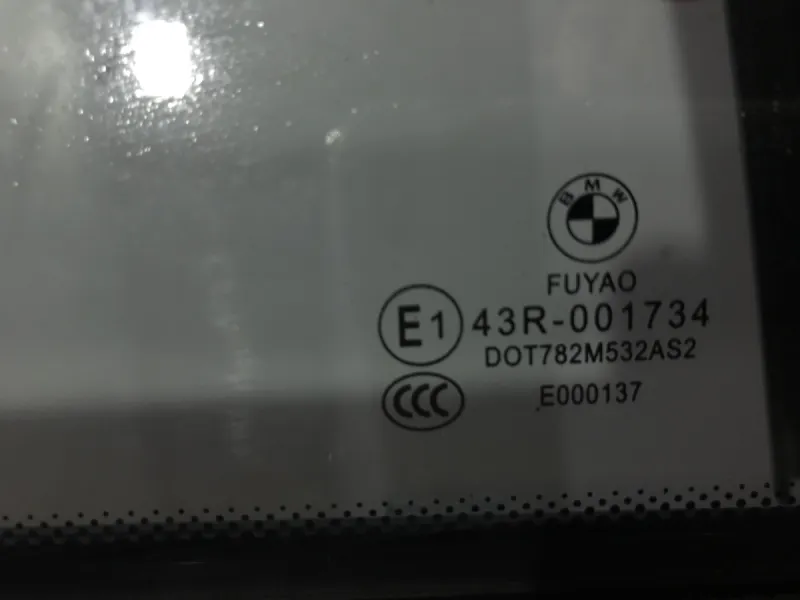 BMW
FUYAO
E1 43R-001734
DOT782M532AS2
CCC E000137